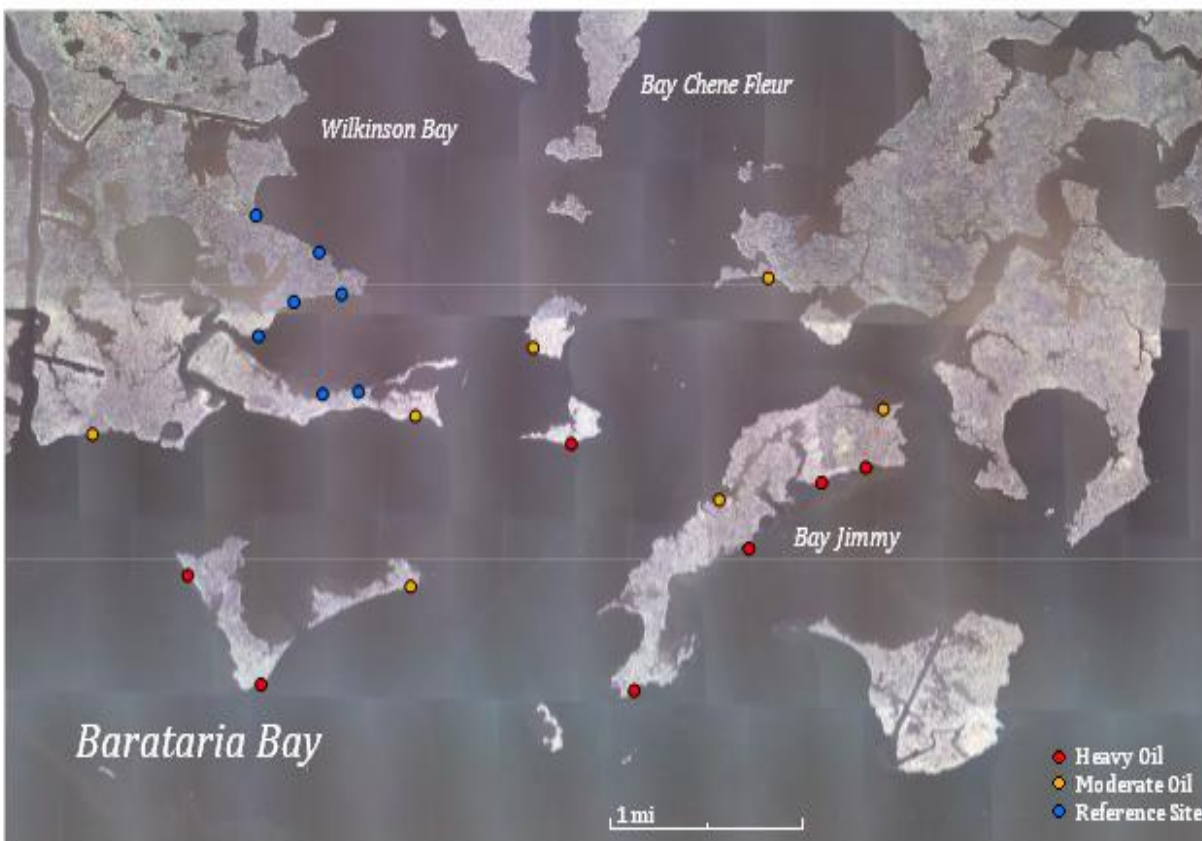 Bay Chene Fleur
Wilkinson Bay
Bay Jimmy
Barataria Bay
Heavy Oil
Moderate Oil
1 mi
Reference Site